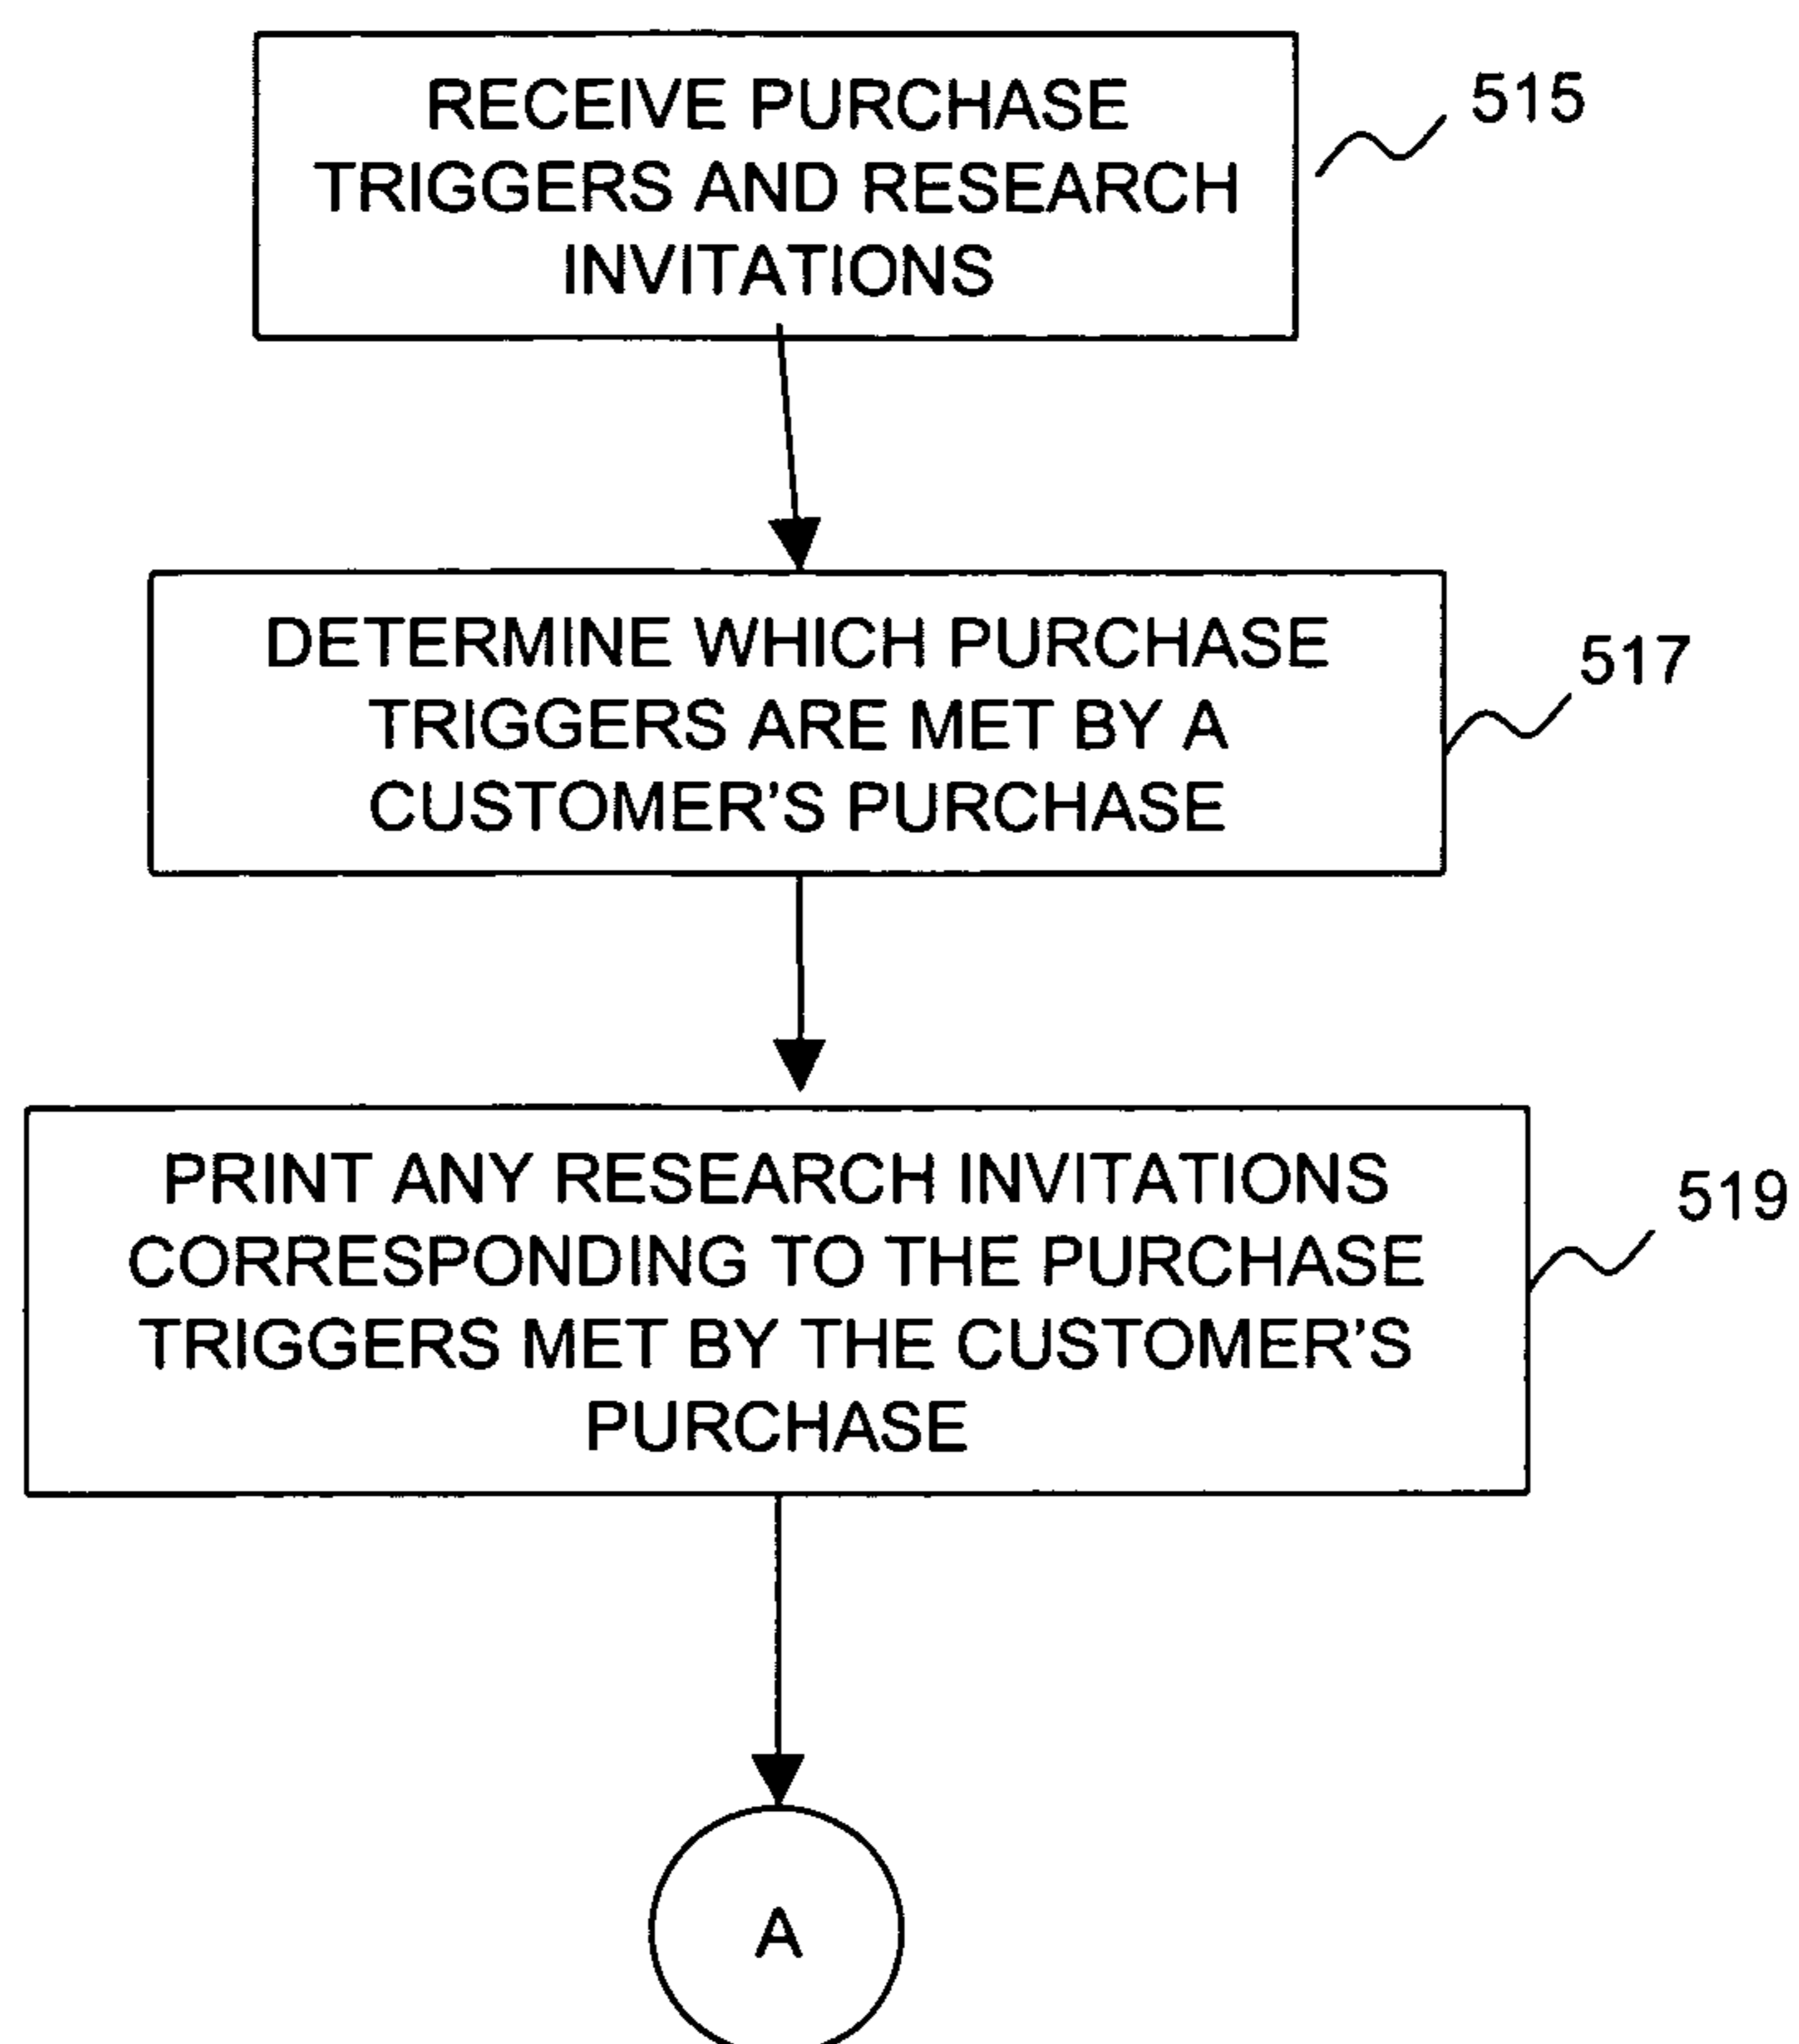 RECEIVE PURCHASE
TRIGGERS AND RESEARCH
INVITATIONS
515
DETERMINE WHICH PURCHASE
TRIGGERS ARE MET BY A
CUSTOMER'S PURCHASE
517
PRINT ANY RESEARCH INVITATIONS
CORRESPONDING TO THE PURCHASE
TRIGGERS MET BY THE CUSTOMER'S
PURCHASE
519
A